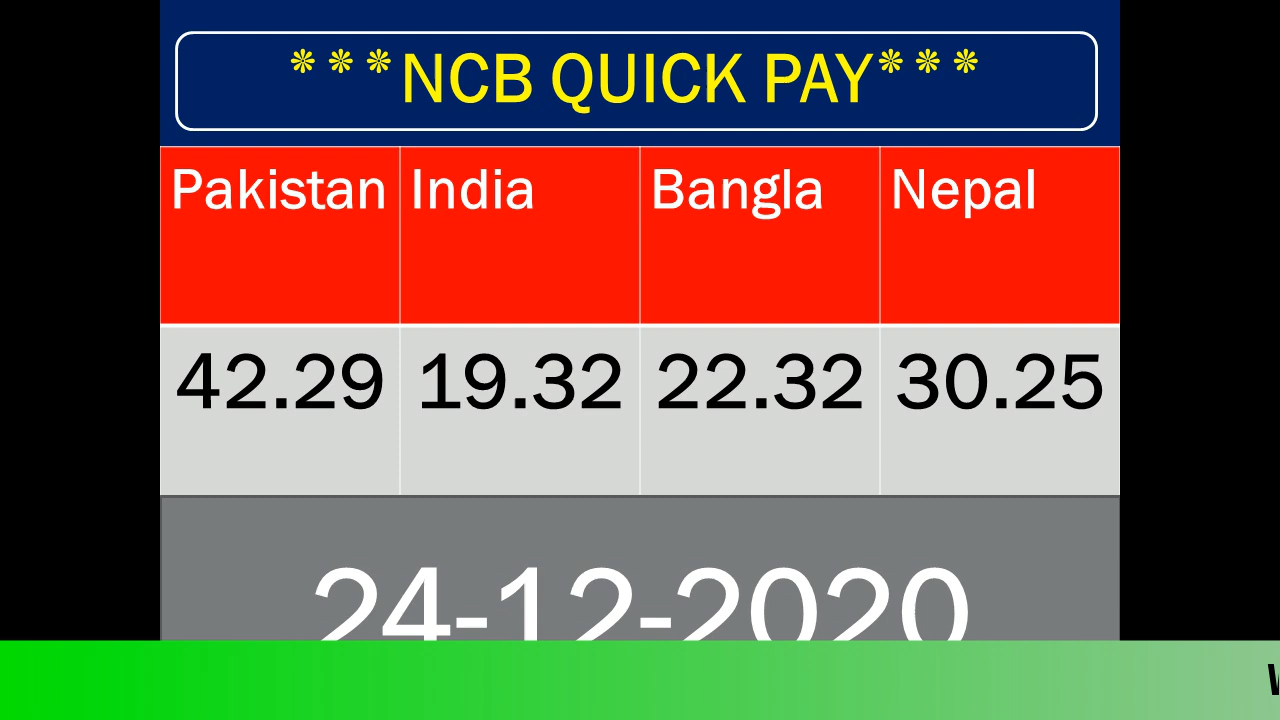 ***NCB QUICK PAY***
Pakistan India Bangla Nepal
42.29 19.32 22.32 30.25
24-12-2020